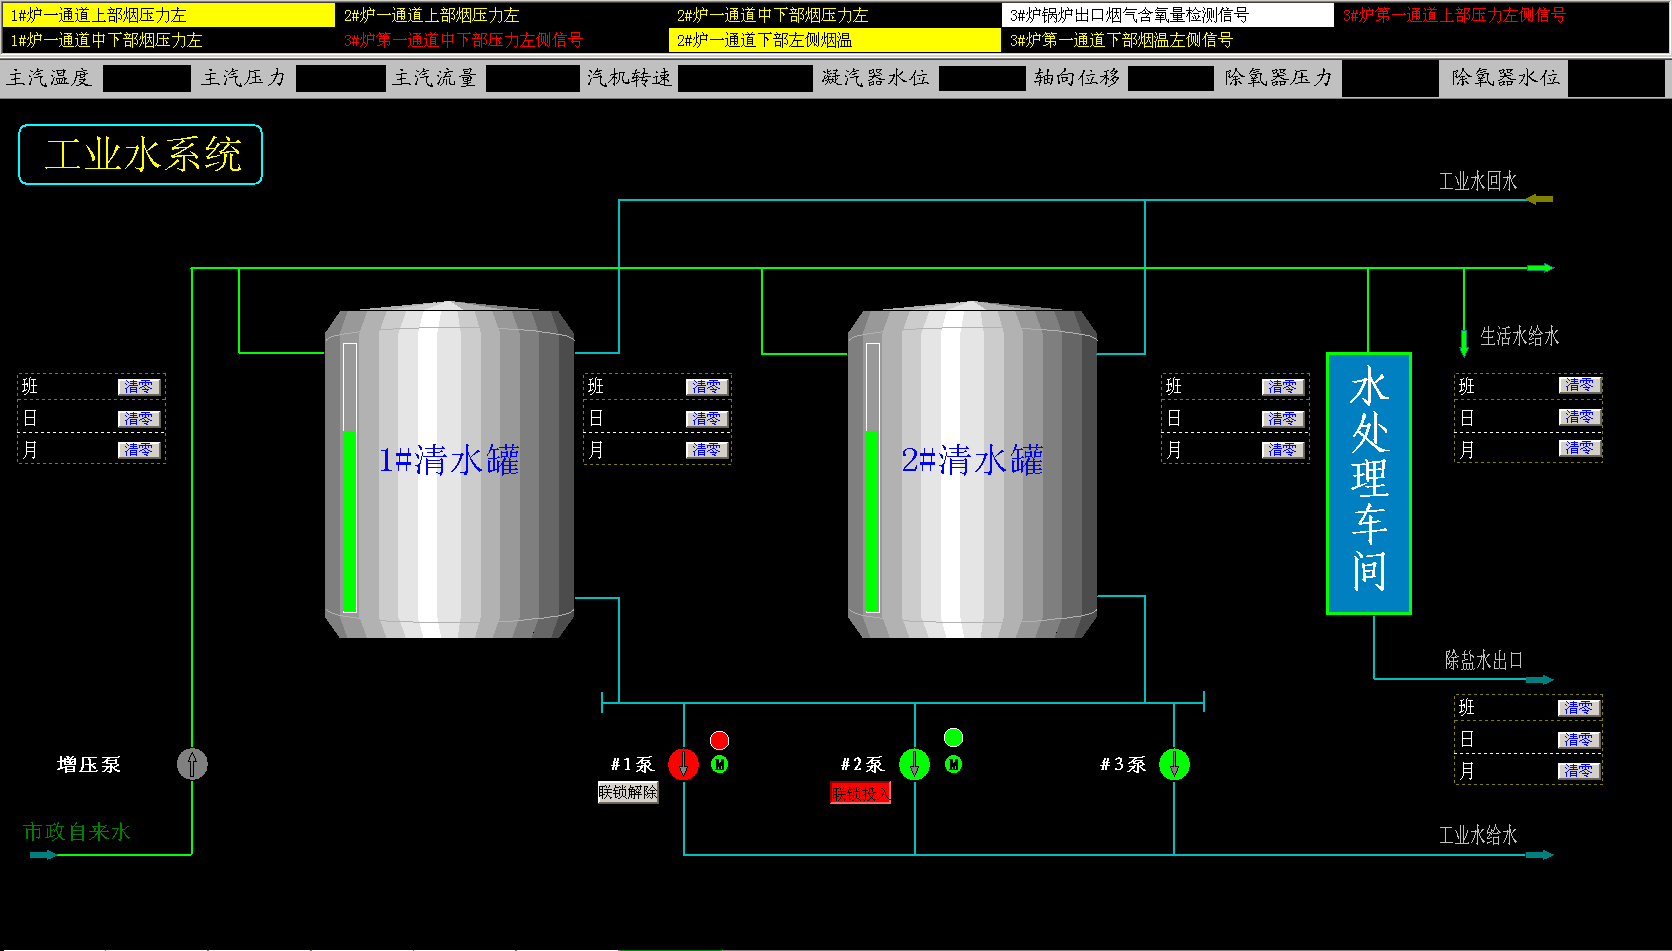 1#炉一通道上部烟压力左
2#炉一通道上部烟压力左
2#炉一通道中下部烟压力左
3#炉锅炉出口烟气含氧量检测信号
3#炉第一通道上部压力左侧信号
1#炉一通道中下部烟压力左
3#炉第一通道中下部压力左侧信号
2#炉一通道下部左侧烟温
3#炉第一通道下部烟温左侧信号
主汽温度
主汽压力
主汽流量
汽机转速
凝汽器水位
轴向位移
除氧器压力
除氧器水位
工业水系统
工业水回水
生活水给水
班 清零
日 清零
月 清零
1#清水罐
班 清零
日 清零
月 清零
2#清水罐
班 清零
日 清零
月 清零
水处理车间
班 清零
日 清零
月 清零
除盐水出口
班 清零
日 清零
月 清零
增压泵
#1泵
M
联锁解除
#2泵
M
联锁投入
#3泵
市政自来水
工业水给水